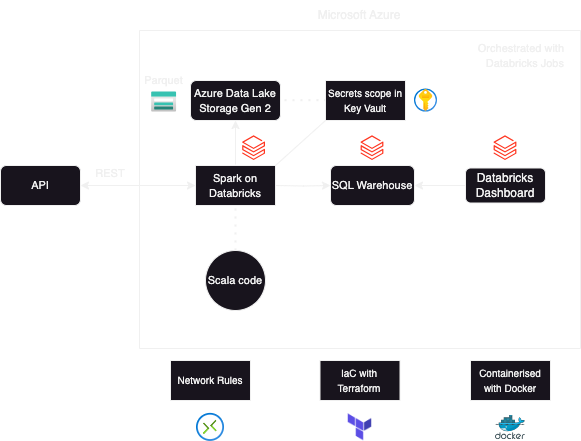 Microsoft Azure
Orchestrated with
Databricks Jobs
Parquet
Azure Data Lake
Storage Gen 2
Secrets scope in
Key Vault
API
REST
Spark on
Databricks
SQL Warehouse
Databricks
Dashboard
Scala code
Network Rules
IaC with
Terraform
Containerised
with Docker
docker